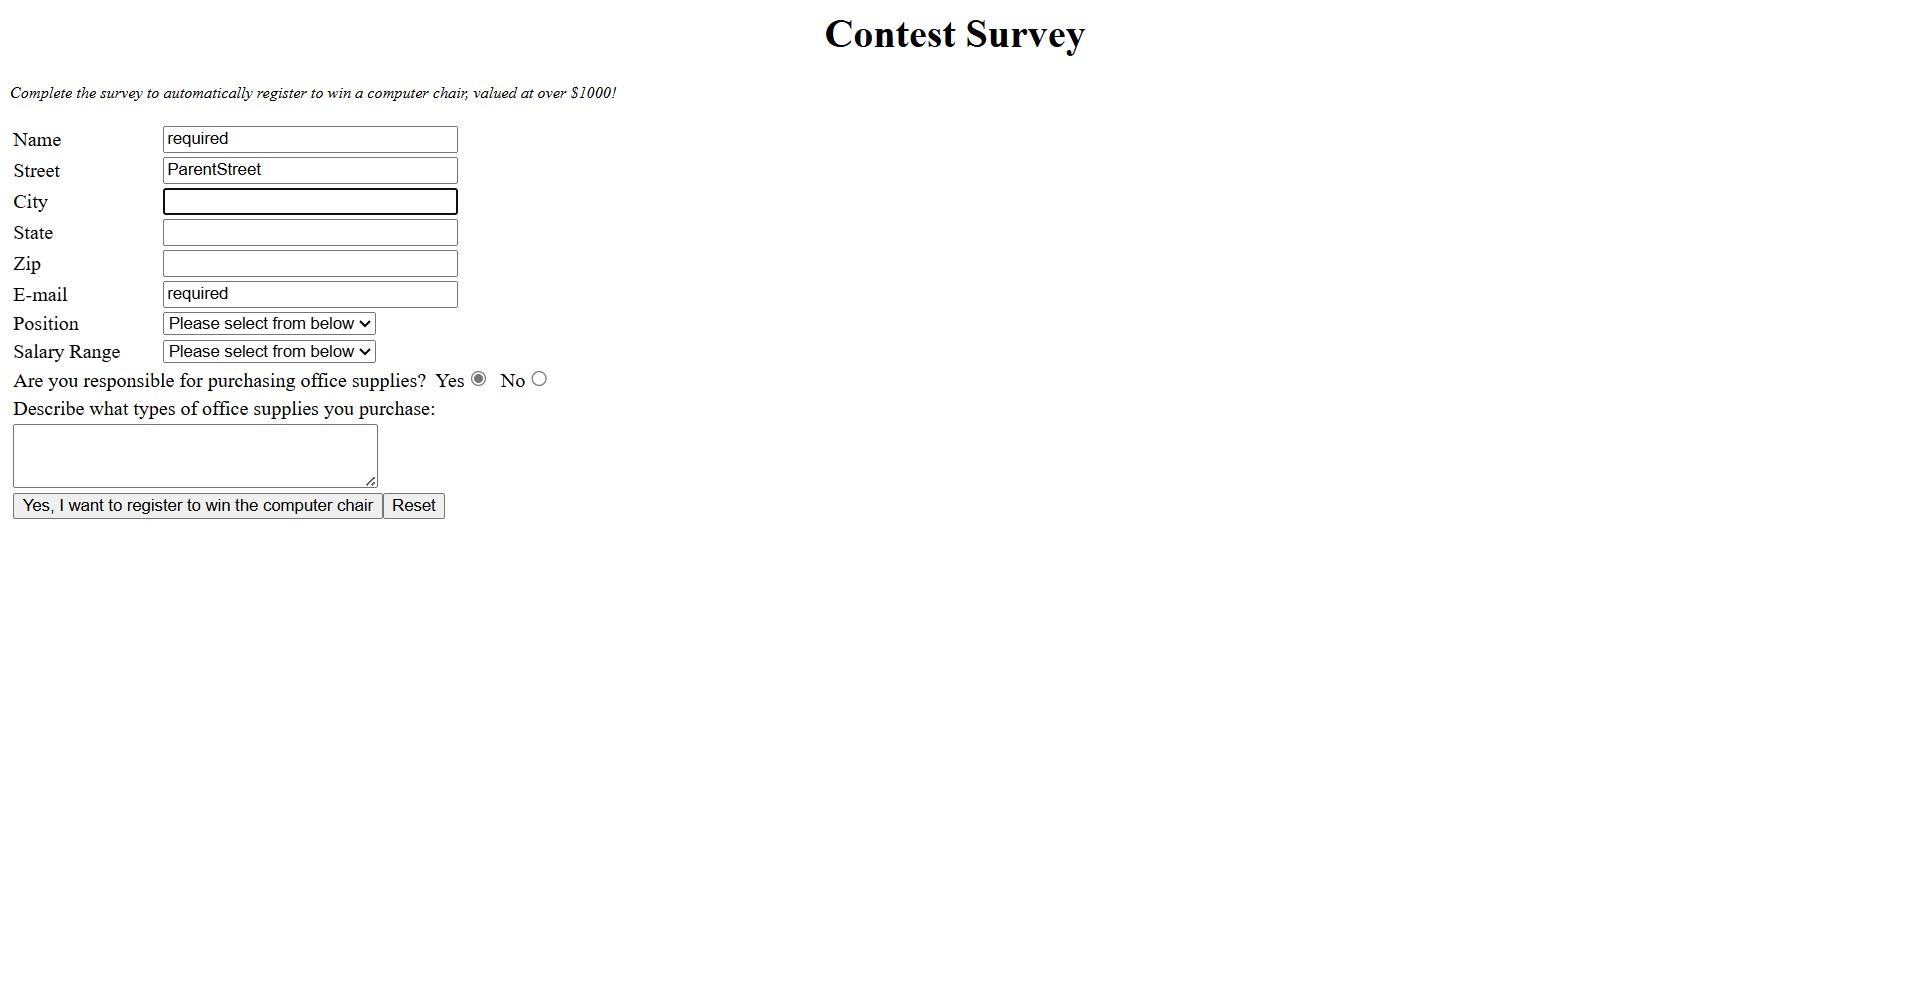 Contest Survey
Complete the survey to automatically register to win a computer chair, valued at over $1000!
Name required
Street ParentStreet
City
State
Zip
E-mail required
Position Please select from below
Salary Range Please select from below
Are you responsible for purchasing office supplies? Yes No
Describe what types of office supplies you purchase:
Yes, I want to register to win the computer chair Reset